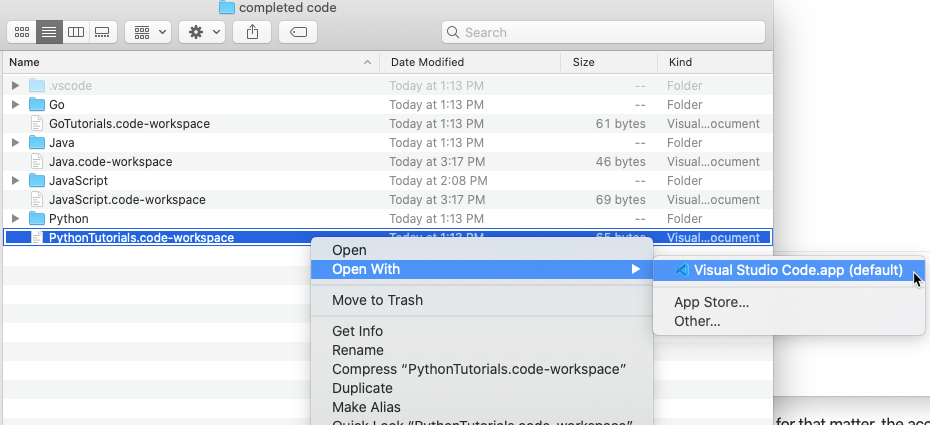 completed code
Search
Name Date Modified Size Kind
.vscode Today at 1:13 PM -- Folder
Go Today at 1:13 PM -- Folder
GoTutorials.code-workspace Today at 1:13 PM 61 bytes Visual...ocument
Java Today at 1:13 PM -- Folder
Java.code-workspace Today at 3:17 PM 46 bytes Visual...ocument
JavaScript Today at 2:08 PM -- Folder
JavaScript.code-workspace Today at 3:17 PM 69 bytes Visual...ocument
Python Today at 1:13 PM -- Folder
PythonTutorials.code-workspace Today at 1:13 PM 65 bytes Visual...ocument
Open
Open With
Visual Studio Code.app (default)
Move to Trash
App Store...
Other...
Get Info
Rename
Compress “PythonTutorials.code-workspace”
Duplicate
Make Alias
Quick Look “PythonTutorials.code-workspace”
for that matter, the acc